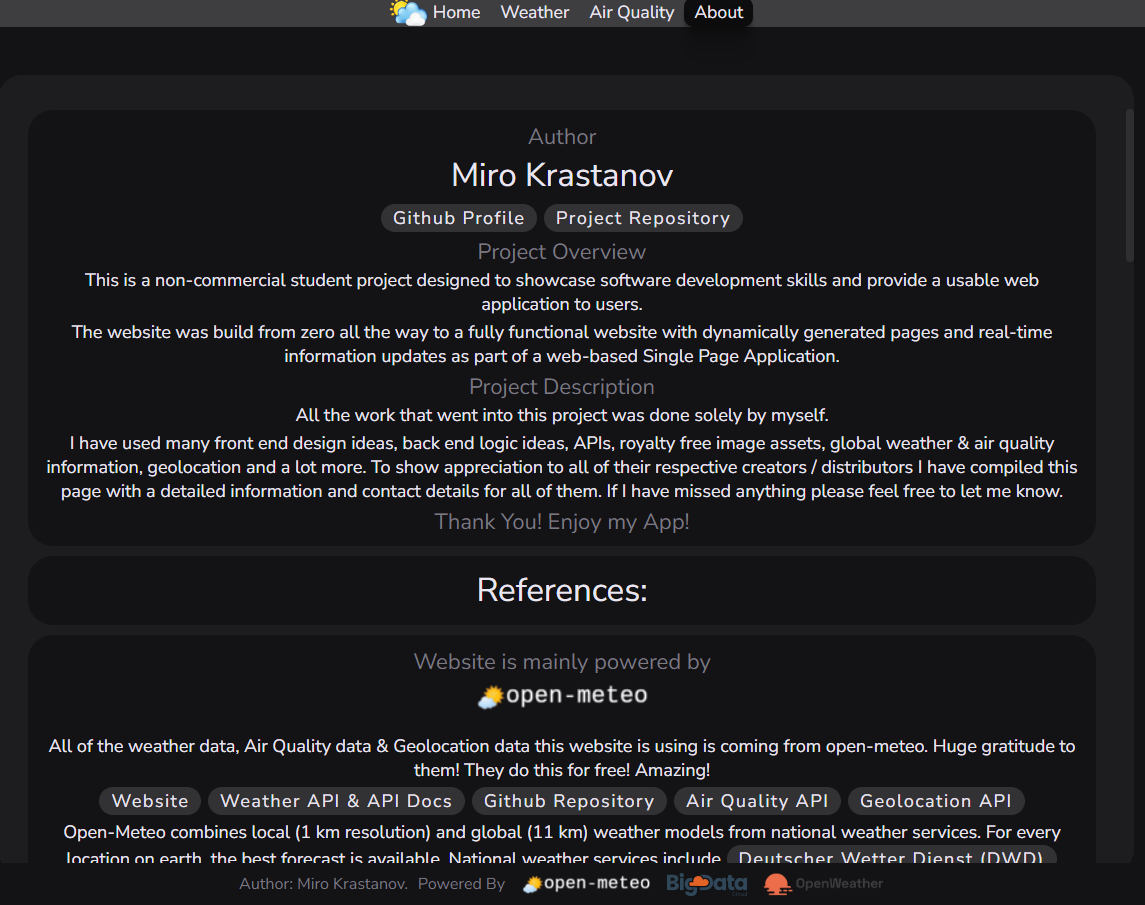 Home Weather Air Quality About
Author
Miro Krastanov
Github Profile Project Repository
Project Overview
This is a non-commercial student project designed to showcase software development skills and provide a usable web
application to users.
The website was build from zero all the way to a fully functional website with dynamically generated pages and real-time
information updates as part of a web-based Single Page Application.
Project Description
All the work that went into this project was done solely by myself.
I have used many front end design ideas, back end logic ideas, APIs, royalty free image assets, global weather & air quality
information, geolocation and a lot more. To show appreciation to all of their respective creators / distributors I have compiled this
page with a detailed information and contact details for all of them. If I have missed anything please feel free to let me know.
Thank You! Enjoy my App!
References:
Website is mainly powered by
open-meteo
All of the weather data, Air Quality data & Geolocation data this website is using is coming from open-meteo. Huge gratitude to
them! They do this for free! Amazing!
Website Weather API & API Docs Github Repository Air Quality API Geolocation API
Open-Meteo combines local (1 km resolution) and global (11 km) weather models from national weather services. For every
location on earth, the best forecast is available. National weather services include Deutscher Wetter Dienst (DWD)
Author: Miro Krastanov. Powered By open-meteo BigData OpenWeather